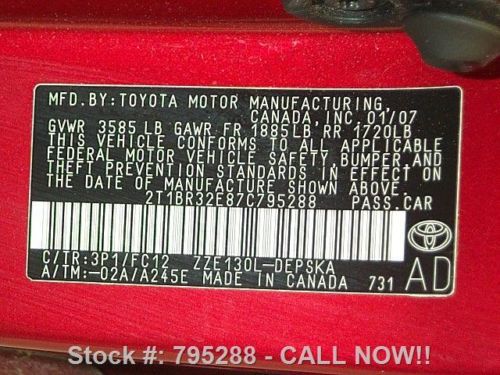 MFD. BY: TOYOTA MOTOR MANUFACTURING,
CANADA, INC. 01/07
GVWR 3585 LB GAWR FR 1885 LB RR 1720LB
THIS VEHICLE CONFORMS TO ALL APPLICABLE
FEDERAL MOTOR VEHICLE SAFETY, BUMPER, AND
THEFT PREVENTION STANDARDS IN EFFECT ON
THE DATE OF MANUFACTURE SHOWN ABOVE.
2T1BR32E87C795288 PASS. CAR
C/TR: 3P1/FC12 ZZE130L-DEPSKA
A/TM: -02A/A245E MADE IN CANADA 731
AD
Stock #: 795288 - CALL NOW!!